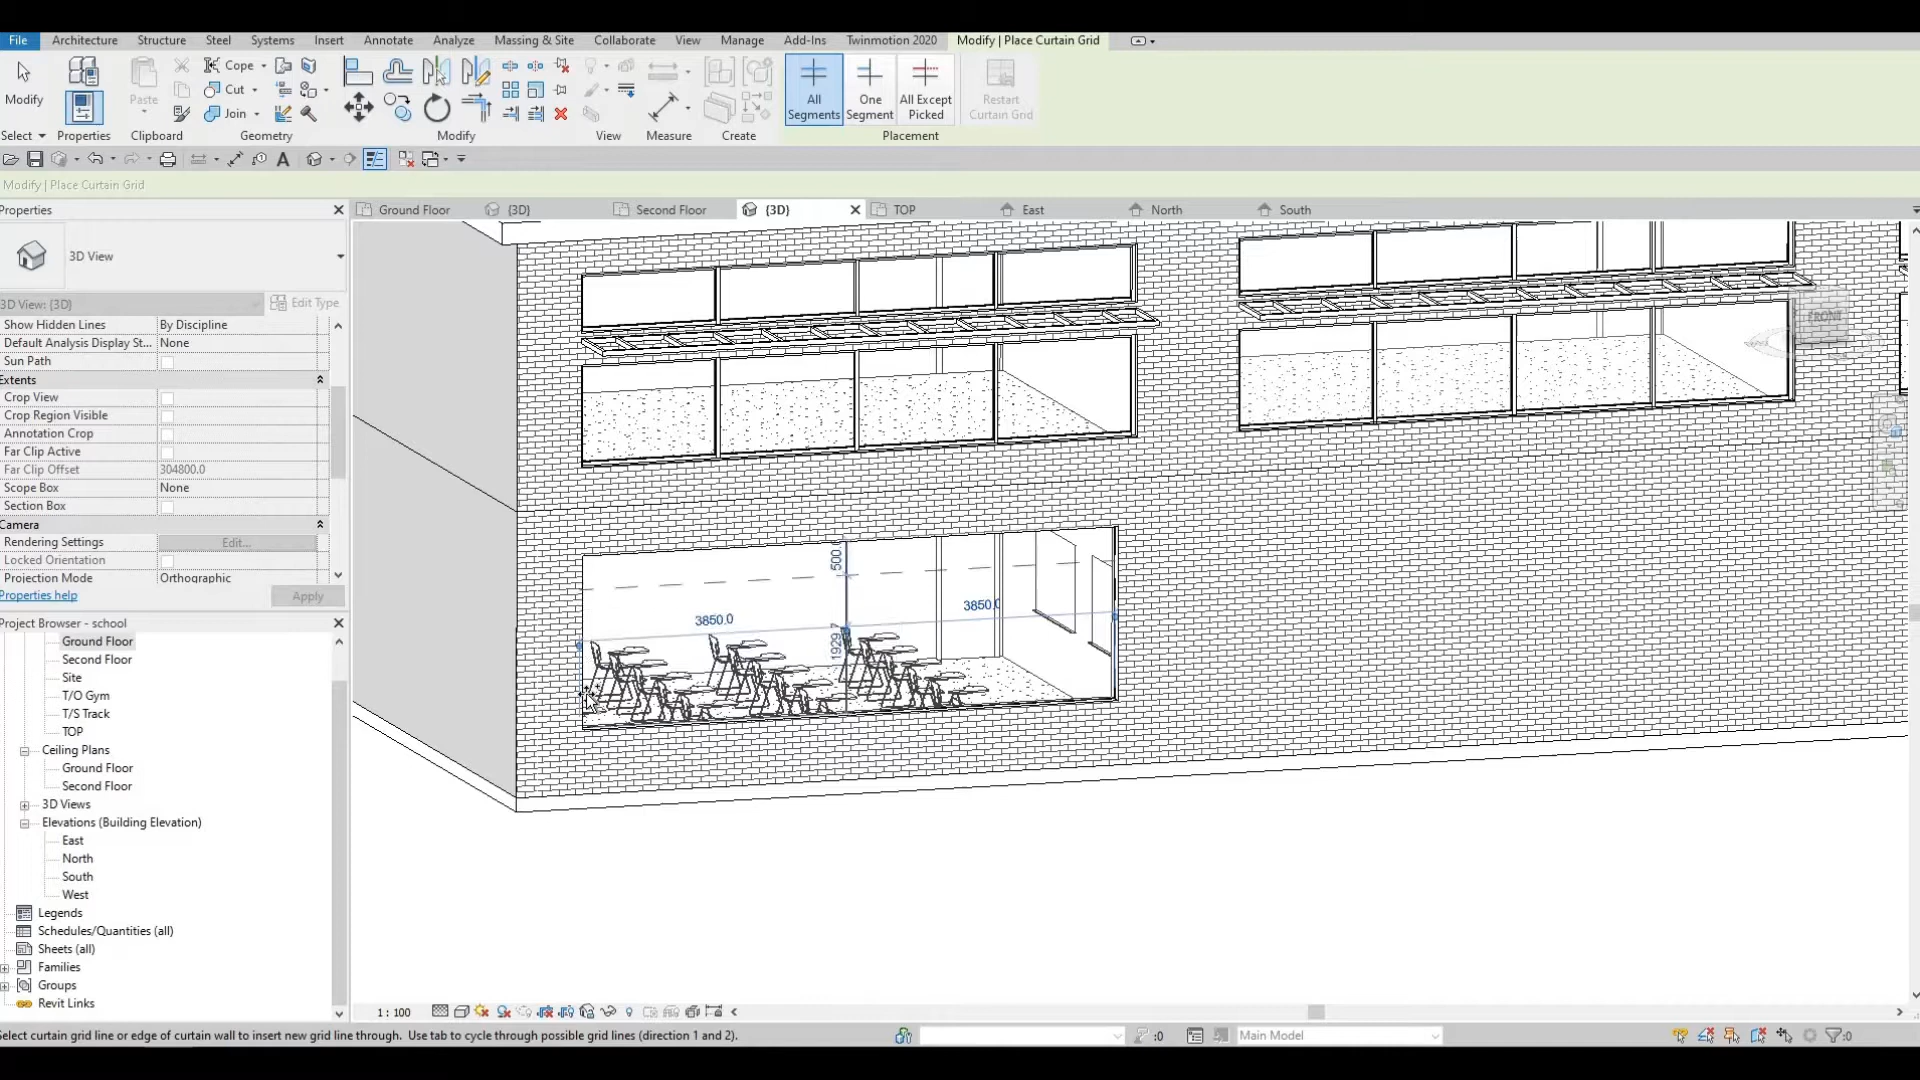 File Architecture Structure Steel Systems Insert Annotate Analyze Massing & Site Collaborate View Manage Add-Ins Twinmotion 2020 Modify | Place Curtain Grid
Modify
Paste
Cope
Cut
Join
All Segments
One Segment
All Except Picked
Restart Curtain Grid
Select Properties Clipboard Geometry Modify View Measure Create Placement
Modify | Place Curtain Grid
Properties
Ground Floor {3D} Second Floor {3D} TOP East North South
3D View
3D View: {3D} Edit Type
Show Hidden Lines By Discipline
Default Analysis Display St... None
Sun Path
Extents
Crop View
Crop Region Visible
Annotation Crop
Far Clip Active
Far Clip Offset 304800.0
Scope Box None
Section Box
Camera
Rendering Settings Edit...
Locked Orientation
Projection Mode Orthographic
Properties help Apply
Project Browser - school
Ground Floor
Second Floor
Site
T/O Gym
T/S Track
TOP
Ceiling Plans
Ground Floor
Second Floor
3D Views
Elevations (Building Elevation)
East
North
South
West
Legends
Schedules/Quantities (all)
Sheets (all)
Families
Groups
Revit Links
FRONT
500.
3850.0
3850.0
1929.7
1 : 100
Select curtain grid line or edge of curtain wall to insert new grid line through. Use tab to cycle through possible grid lines (direction 1 and 2).
:0
Main Model
:0